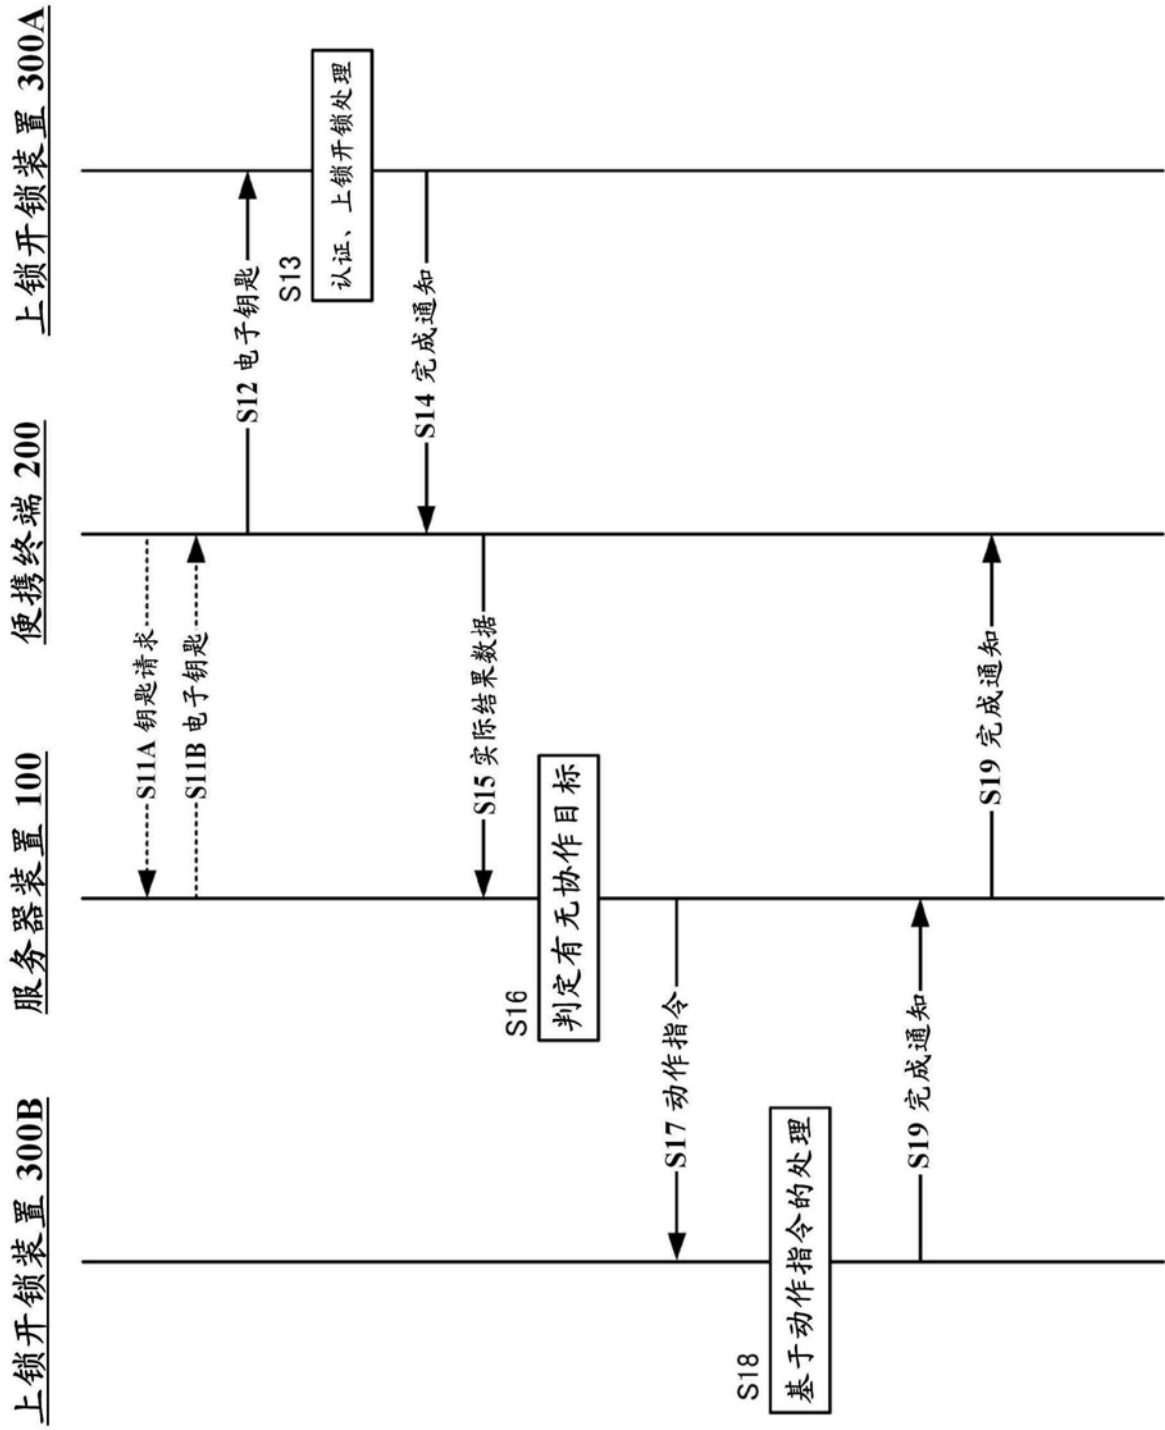 上锁开锁装置 300B
服务器装置 100
便携终端 200
上锁开锁装置 300A
S11A 钥匙请求
S11B 电子钥匙
S12 电子钥匙
S13
认证、上锁开锁处理
S14 完成通知
S15 实际结果数据
S16
判定有无协作目标
S17 动作指令
S18
基于动作指令的处理
S19 完成通知
S19 完成通知